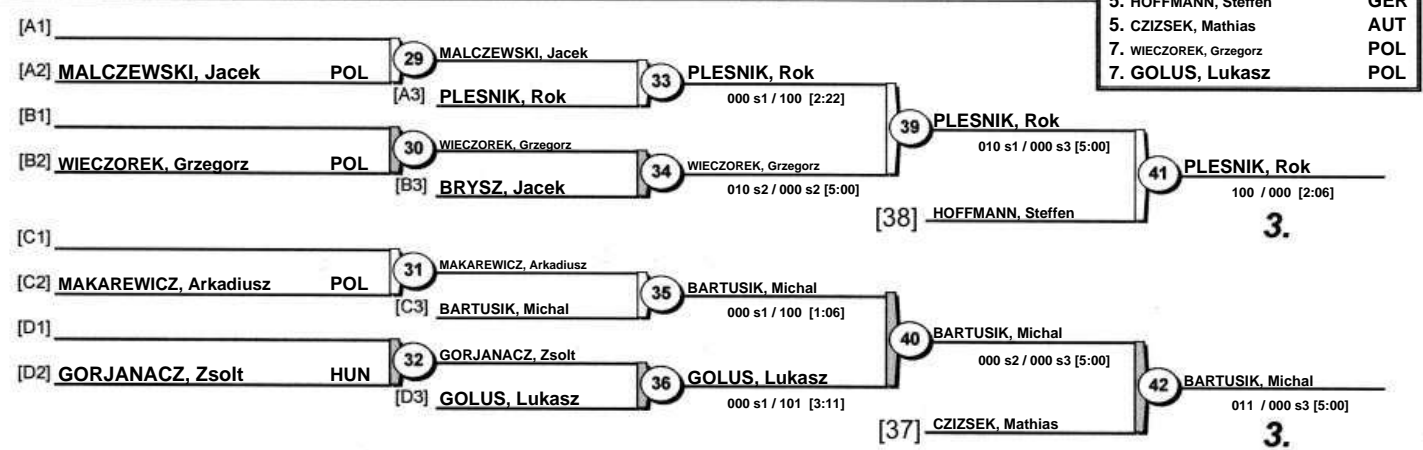 5. HOFFMANN, Steffen GER
5. CZIZSEK, Mathias AUT
7. WIECZOREK, Grzegorz POL
7. GOLUS, Lukasz POL
[A1]
[A2] MALCZEWSKI, Jacek POL
29
MALCZEWSKI, Jacek
[A3] PLESNIK, Rok
33
PLESNIK, Rok
000 s1 / 100 [2:22]
[B1]
[B2] WIECZOREK, Grzegorz POL
30
WIECZOREK, Grzegorz
[B3] BRYSZ, Jacek
34
WIECZOREK, Grzegorz
010 s2 / 000 s2 [5:00]
39
PLESNIK, Rok
010 s1 / 000 s3 [5:00]
[38] HOFFMANN, Steffen
41
PLESNIK, Rok
100 / 000 [2:06]
3.
[C1]
[C2] MAKAREWICZ, Arkadiusz POL
31
MAKAREWICZ, Arkadiusz
[C3] BARTUSIK, Michal
35
BARTUSIK, Michal
000 s1 / 100 [1:06]
[D1]
[D2] GORJANACZ, Zsolt HUN
32
GORJANACZ, Zsolt
[D3] GOLUS, Lukasz
36
GOLUS, Lukasz
000 s1 / 101 [3:11]
40
BARTUSIK, Michal
000 s2 / 000 s3 [5:00]
[37] CZIZSEK, Mathias
42
BARTUSIK, Michal
011 / 000 s3 [5:00]
3.